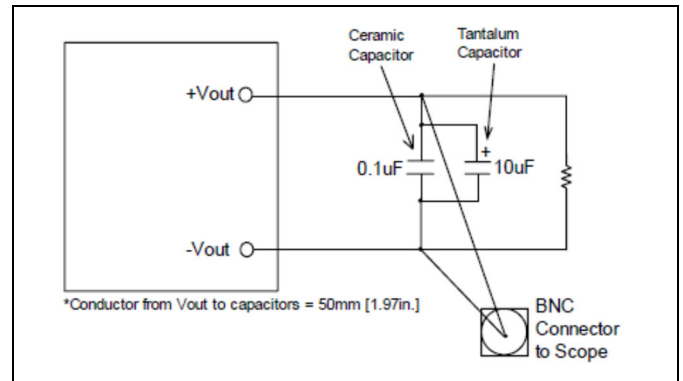 Ceramic
Capacitor
Tantalum
Capacitor
+Vout
+
0.1uF
10uF
-Vout
*Conductor from Vout to capacitors = 50mm [1.97in.]
BNC
Connector
to Scope